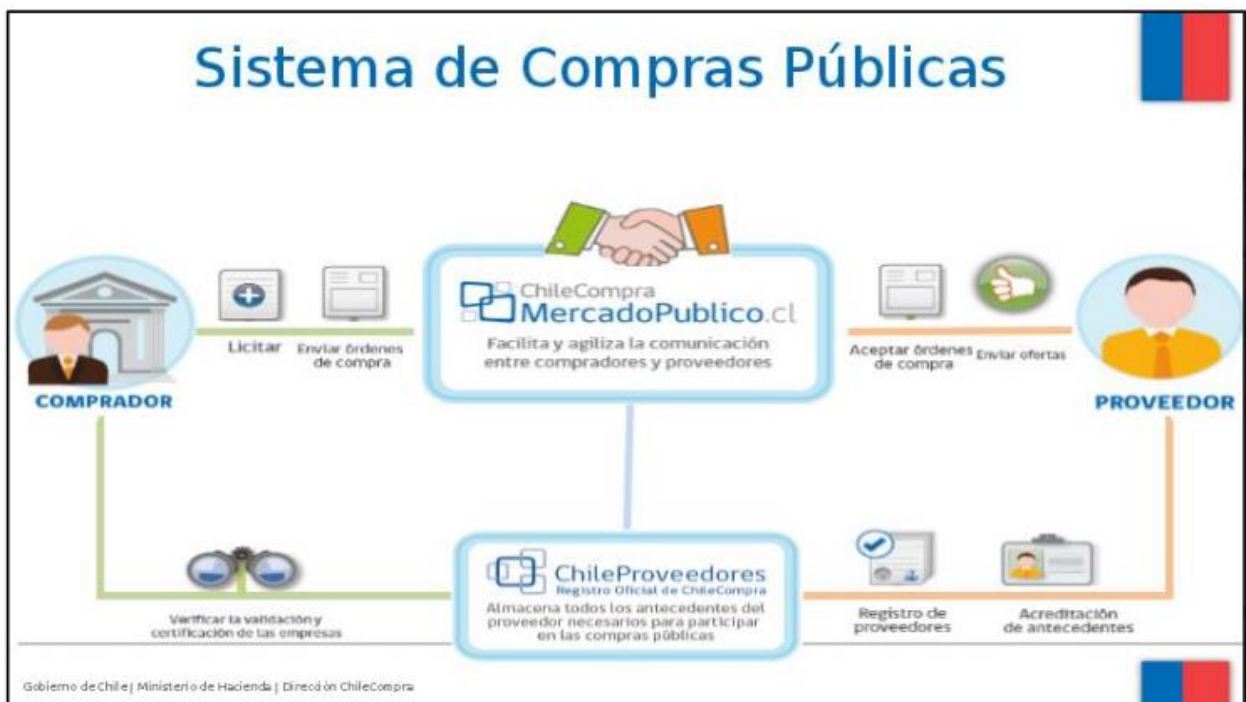 Sistema de Compras Públicas
ChileCompra
MercadoPublico.cl
Facilita y agiliza la comunicación
entre compradores y proveedores
Licitar
Enviar órdenes
de compra
COMPRADOR
Aceptar órdenes
de compra
Enviar ofertas
PROVEEDOR
Verificar la validación y
certificación de las empresas
ChileProveedores
Registro Oficial de ChileCompra
Almacena todos los antecedentes del
proveedor necesarios para participar
en las compras públicas
Registro de
proveedores
Acreditación
de antecedentes
Gobierno de Chile | Ministerio de Hacienda | Dirección ChileCompra